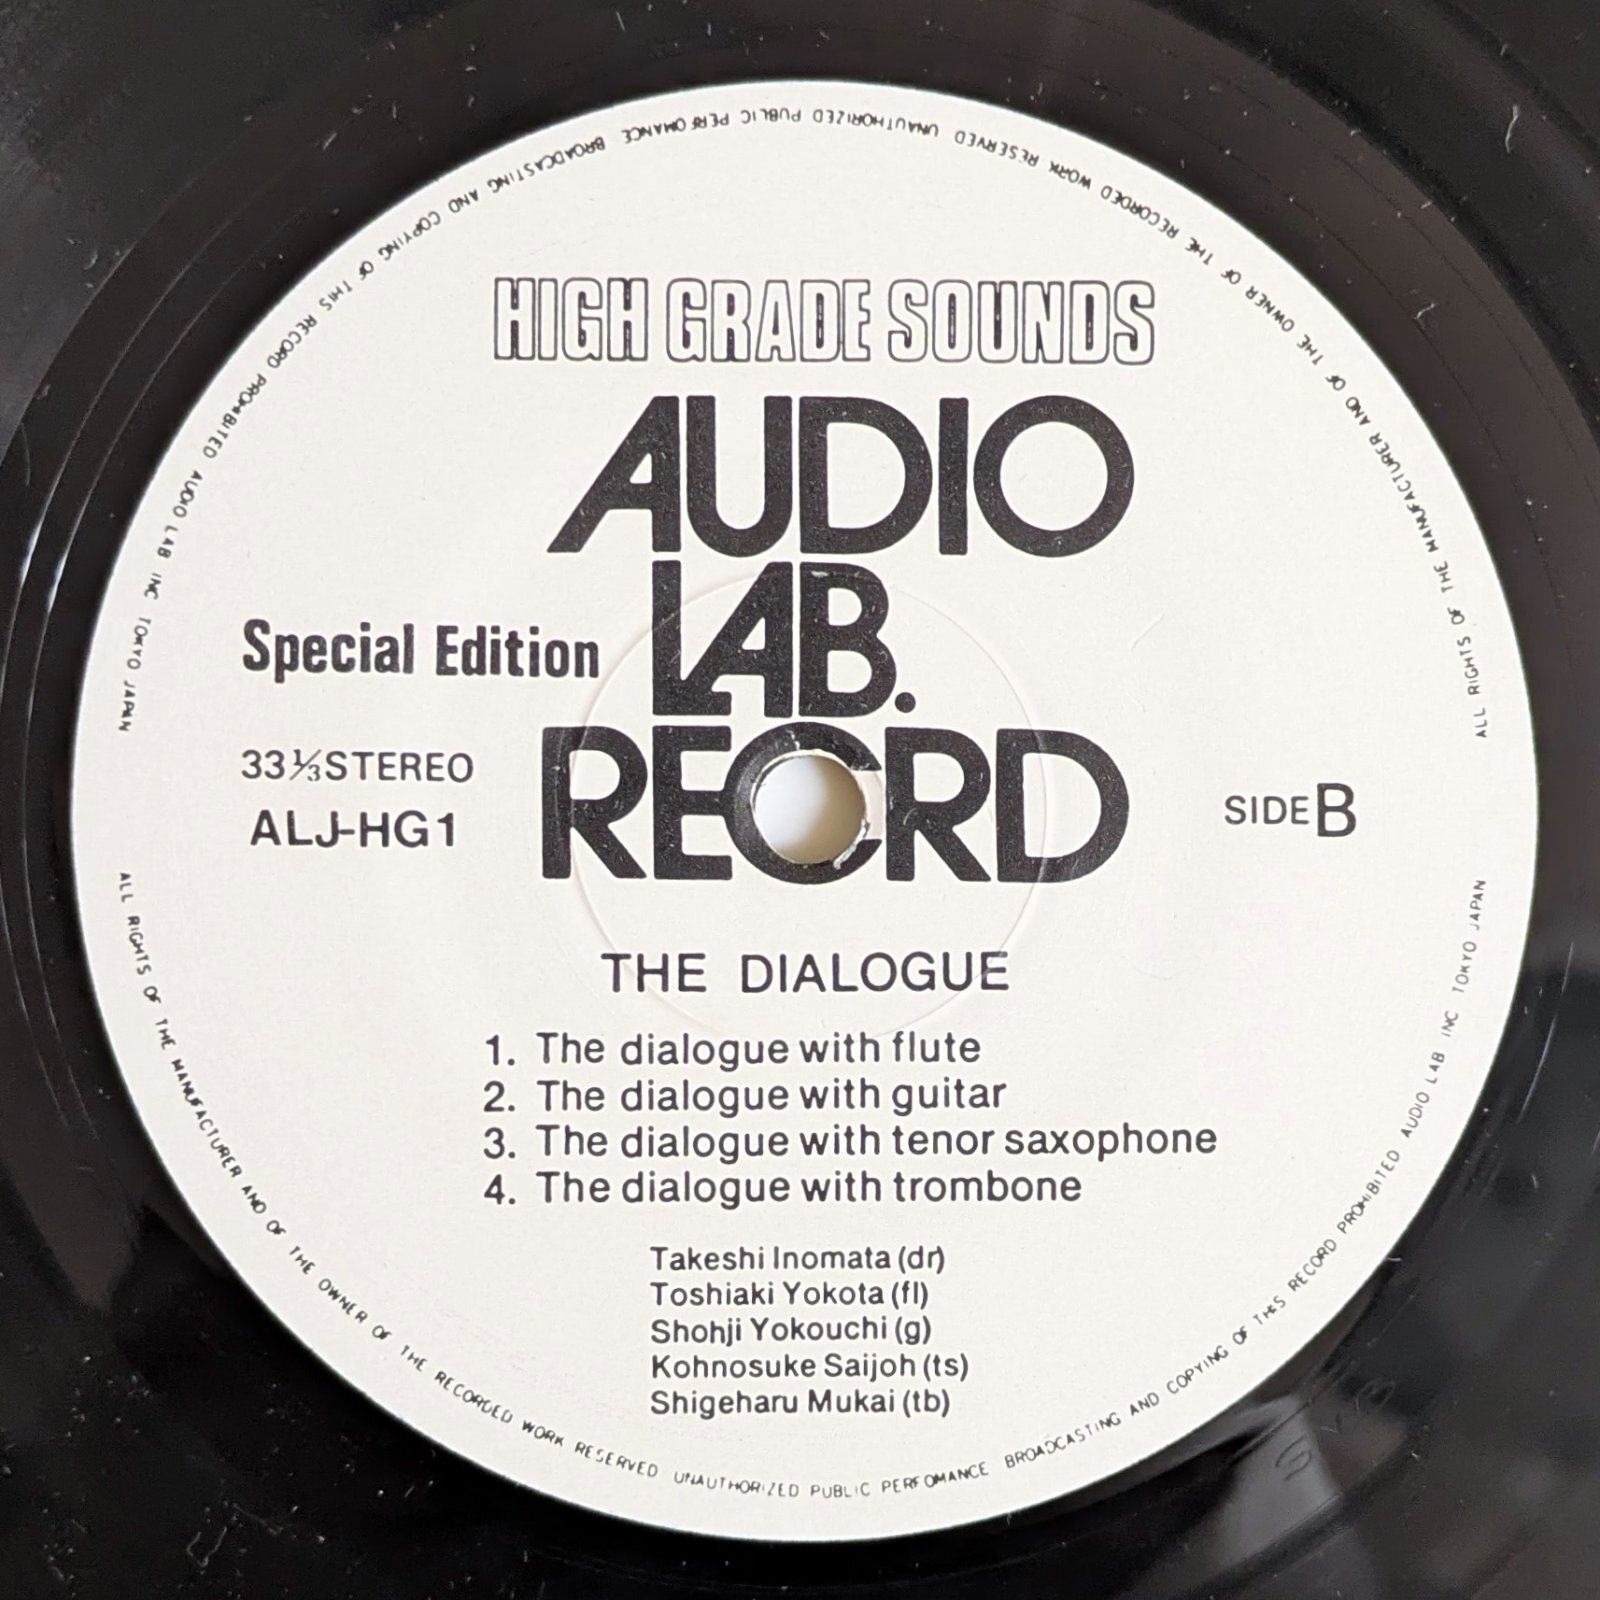 HIGH GRADE SOUNDS
AUDIO
LAB.
RECORD
Special Edition
33⅓ STEREO
ALJ-HG1
SIDE B
THE DIALOGUE
1. The dialogue with flute
2. The dialogue with guitar
3. The dialogue with tenor saxophone
4. The dialogue with trombone
Takeshi Inomata (dr)
Toshiaki Yokota (fl)
Shohji Yokouchi (g)
Kohnosuke Saijoh (ts)
Shigeharu Mukai (tb)
ALL RIGHTS OF THE MANUFACTURER AND OF THE OWNER OF THE RECORDED WORK RESERVED UNAUTHORIZED PUBLIC PERFOMANCE BROADCASTING AND COPYING OF THIS RECORD PROHIBITED AUDIO LAB INC TOKYO JAPAN
ALL RIGHTS OF THE MANUFACTURER AND OF THE OWNER OF THE RECORDED WORK RESERVED UNAUTHORIZED PUBLIC PERFOMANCE BROADCASTING AND COPYING OF THIS RECORD PROHIBITED AUDIO LAB INC TOKYO JAPAN